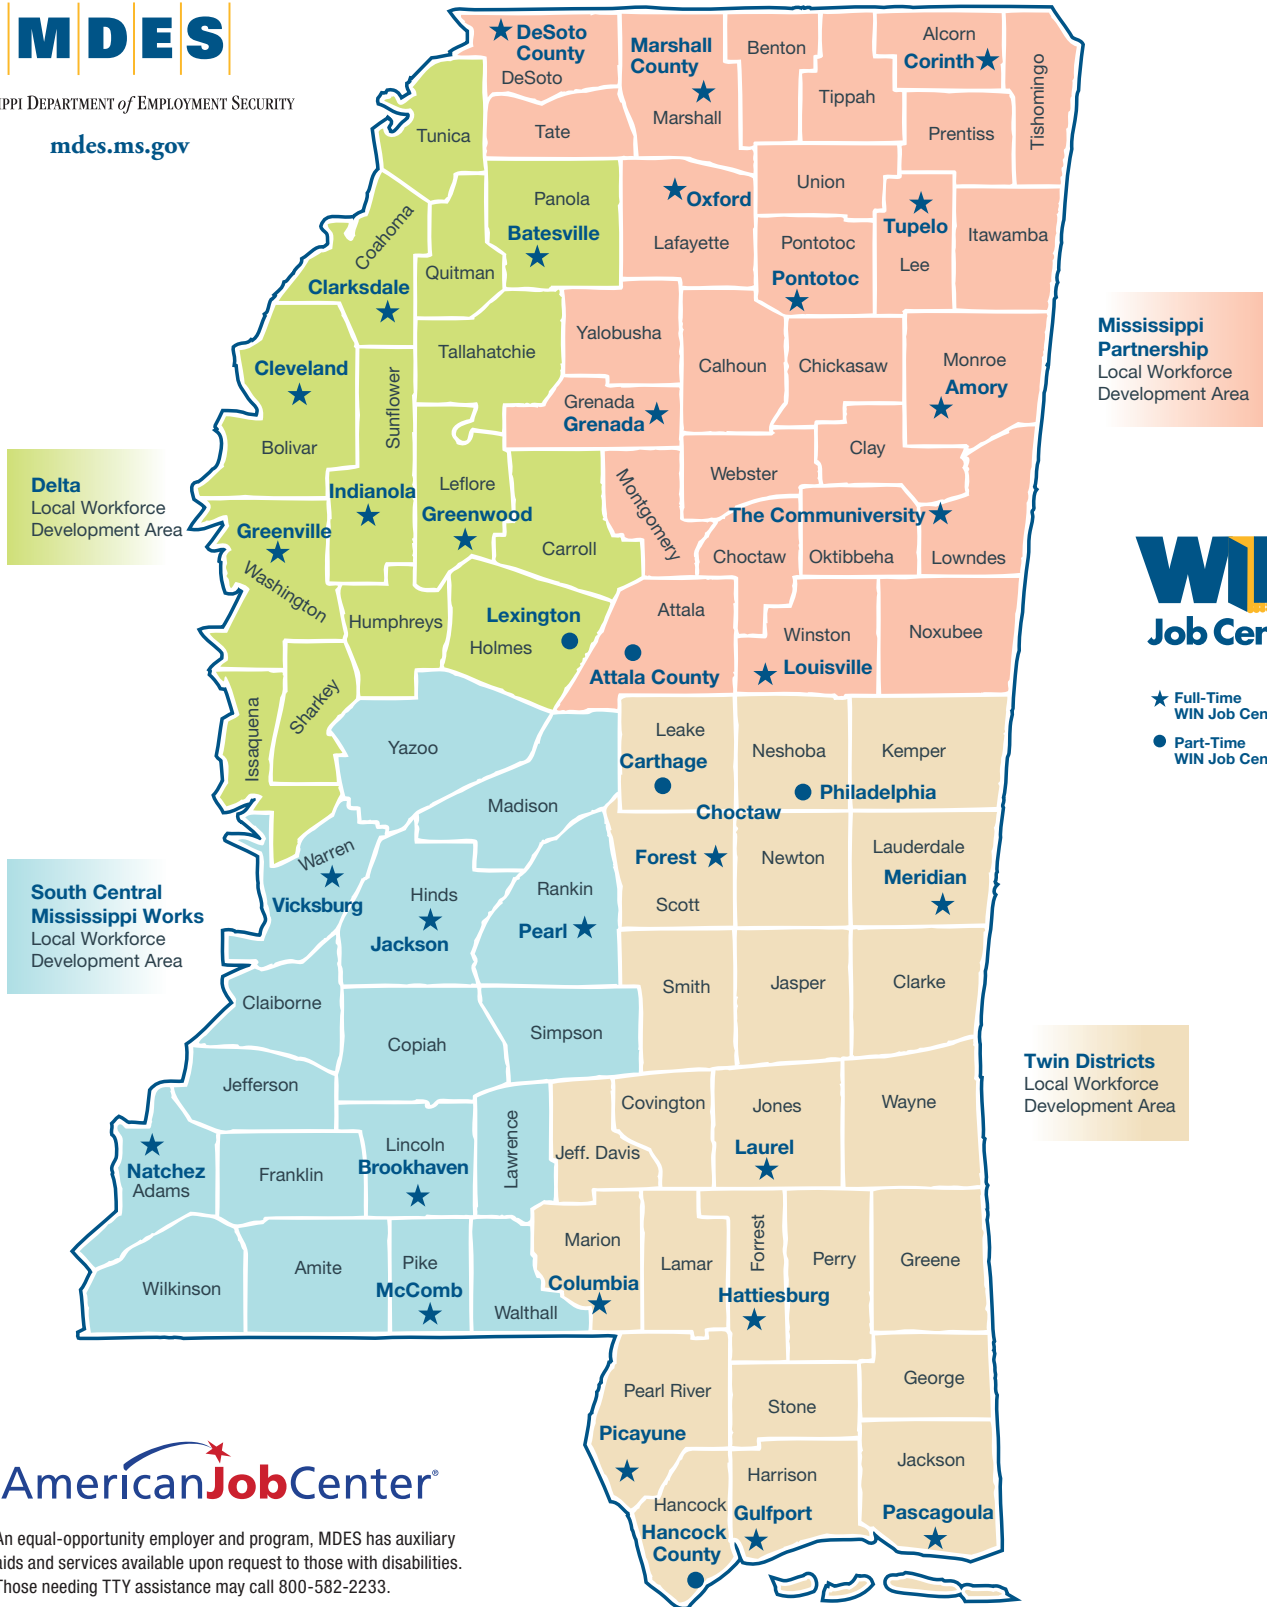 MDES
IPPI DEPARTMENT of EMPLOYMENT SECURITY
mdes.ms.gov
DeSoto
County
DeSoto
Marshall
County
Marshall
Benton
Tippah
Alcorn
Corinth
Tishomingo
Prentiss
Tunica
Tate
Union
Panola
Batesville
Oxford
Lafayette
Pontotoc
Pontotoc
Tupelo
Lee
Itawamba
Coahoma
Clarksdale
Quitman
Tallahatchie
Yalobusha
Calhoun
Chickasaw
Monroe
Amory
Mississippi
Partnership
Local Workforce
Development Area
Cleveland
Bolivar
Sunflower
Grenada
Grenada
Clay
Webster
Delta
Local Workforce
Development Area
Indianola
Leflore
Greenwood
Carroll
Montgomery
The Communiversity
Choctaw
Oktibbeha
Lowndes
Greenville
Washington
Humphreys
Lexington
Holmes
Attala
Attala County
Winston
Louisville
Noxubee
WI
Job Cen
Full-Time
WIN Job Cen
Part-Time
WIN Job Cen
Issaquena
Sharkey
Yazoo
Madison
Leake
Carthage
Neshoba
Philadelphia
Kemper
Choctaw
Warren
Vicksburg
Hinds
Jackson
Rankin
Pearl
Forest
Scott
Newton
Lauderdale
Meridian
South Central
Mississippi Works
Local Workforce
Development Area
Claiborne
Copiah
Simpson
Smith
Jasper
Clarke
Jefferson
Twin Districts
Local Workforce
Development Area
Natchez
Adams
Franklin
Lincoln
Brookhaven
Lawrence
Jeff. Davis
Covington
Jones
Laurel
Wayne
Wilkinson
Amite
Pike
McComb
Walthall
Marion
Columbia
Lamar
Forrest
Hattiesburg
Perry
Greene
Pearl River
Picayune
Stone
George
Hancock
Hancock
County
Harrison
Gulfport
Jackson
Pascagoula
AmericanJobCenter®
An equal-opportunity employer and program, MDES has auxiliary
aids and services available upon request to those with disabilities.
Those needing TTY assistance may call 800-582-2233.